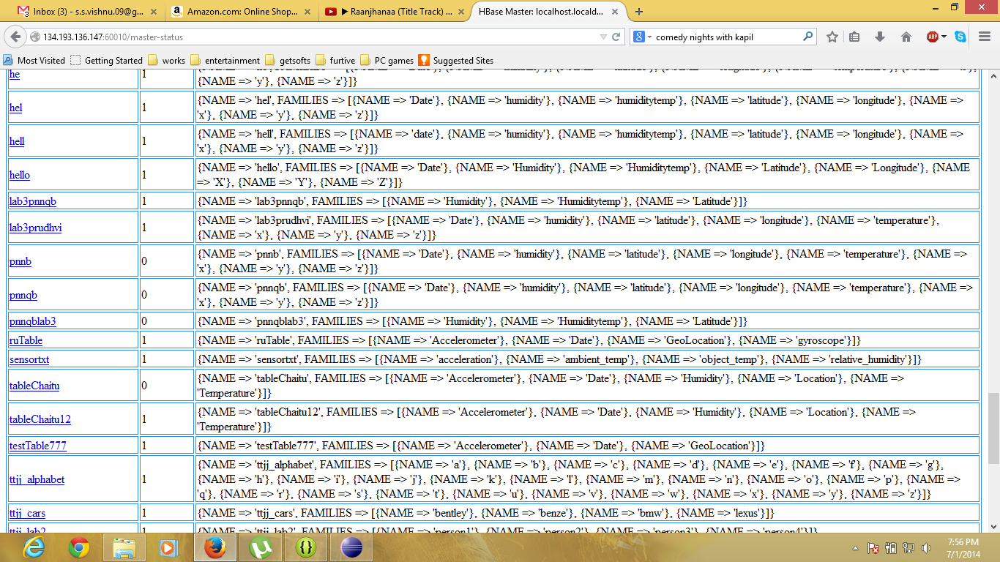 Inbox (3) - s.s.vishnu.09@g...
Amazon.com: Online Shop...
Raanjhanaa (Title Track) ...
HBase Master: localhost.locald...
134.193.136.147:60010/master-status
comedy nights with kapil
ABP
Most Visited
Getting Started
works
entertainment
getsofts
furtive
PC games
Suggested Sites
he 1
{NAME => 'y'}, {NAME => 'z'}]}
hel 1 {NAME => 'hel', FAMILIES => [{NAME => 'Date'}, {NAME => 'humidity'}, {NAME => 'humiditytemp'}, {NAME => 'latitude'}, {NAME => 'longitude'}, {NAME =>
'x'}, {NAME => 'y'}, {NAME => 'z'}]}
hell 1 {NAME => 'hell', FAMILIES => [{NAME => 'date'}, {NAME => 'humidity'}, {NAME => 'humiditytemp'}, {NAME => 'latitude'}, {NAME => 'longitude'}, {NAME =>
'x'}, {NAME => 'y'}, {NAME => 'z'}]}
hello 1 {NAME => 'hello', FAMILIES => [{NAME => 'Date'}, {NAME => 'Humidity'}, {NAME => 'Humiditytemp'}, {NAME => 'Latitude'}, {NAME => 'Longitude'}, {NAME
=> 'X'}, {NAME => 'Y'}, {NAME => 'Z'}]}
lab3pnnqb 1 {NAME => 'lab3pnnqb', FAMILIES => [{NAME => 'Humidity'}, {NAME => 'Humiditytemp'}, {NAME => 'Latitude'}]}
lab3prudhvi 1 {NAME => 'lab3prudhvi', FAMILIES => [{NAME => 'Date'}, {NAME => 'humidity'}, {NAME => 'latitude'}, {NAME => 'longitude'}, {NAME => 'temperature'},
{NAME => 'x'}, {NAME => 'y'}, {NAME => 'z'}]}
pnnb 0 {NAME => 'pnnb', FAMILIES => [{NAME => 'Date'}, {NAME => 'humidity'}, {NAME => 'latitude'}, {NAME => 'longitude'}, {NAME => 'temperature'}, {NAME =>
'x'}, {NAME => 'y'}, {NAME => 'z'}]}
pnnqb 0 {NAME => 'pnnqb', FAMILIES => [{NAME => 'Date'}, {NAME => 'humidity'}, {NAME => 'latitude'}, {NAME => 'longitude'}, {NAME => 'temperature'}, {NAME =>
'x'}, {NAME => 'y'}, {NAME => 'z'}]}
pnnqblab3 0 {NAME => 'pnnqblab3', FAMILIES => [{NAME => 'Humidity'}, {NAME => 'Humiditytemp'}, {NAME => 'Latitude'}]}
ruTable 1 {NAME => 'ruTable', FAMILIES => [{NAME => 'Accelerometer'}, {NAME => 'Date'}, {NAME => 'GeoLocation'}, {NAME => 'gyroscope'}]}
sensortxt 1 {NAME => 'sensortxt', FAMILIES => [{NAME => 'acceleration'}, {NAME => 'ambient_temp'}, {NAME => 'object_temp'}, {NAME => 'relative_humidity'}]}
tableChaitu 0 {NAME => 'tableChaitu', FAMILIES => [{NAME => 'Accelerometer'}, {NAME => 'Date'}, {NAME => 'Humidity'}, {NAME => 'Location'}, {NAME =>
'Temperature'}]}
tableChaitu12 1 {NAME => 'tableChaitu12', FAMILIES => [{NAME => 'Accelerometer'}, {NAME => 'Date'}, {NAME => 'Humidity'}, {NAME => 'Location'}, {NAME =>
'Temperature'}]}
testTable777 1 {NAME => 'testTable777', FAMILIES => [{NAME => 'Accelerometer'}, {NAME => 'Date'}, {NAME => 'GeoLocation'}]}
ttjj_alphabet 1 {NAME => 'ttjj_alphabet', FAMILIES => [{NAME => 'a'}, {NAME => 'b'}, {NAME => 'c'}, {NAME => 'd'}, {NAME => 'e'}, {NAME => 'f'}, {NAME => 'g'},
{NAME => 'h'}, {NAME => 'i'}, {NAME => 'j'}, {NAME => 'k'}, {NAME => 'l'}, {NAME => 'm'}, {NAME => 'n'}, {NAME => 'o'}, {NAME => 'p'}, {NAME =>
'q'}, {NAME => 'r'}, {NAME => 's'}, {NAME => 't'}, {NAME => 'u'}, {NAME => 'v'}, {NAME => 'w'}, {NAME => 'x'}, {NAME => 'y'}, {NAME => 'z'}]}
ttjj_cars 1 {NAME => 'ttjj_cars', FAMILIES => [{NAME => 'bentley'}, {NAME => 'benze'}, {NAME => 'bmw'}, {NAME => 'lexus'}]}
ttjj_lab2 1 {NAME => 'ttjj_lab2', FAMILIES => [{NAME => 'person1'}, {NAME => 'person2'}, {NAME => 'person3'}, {NAME => 'person4'}]}
7:56 PM
7/1/2014